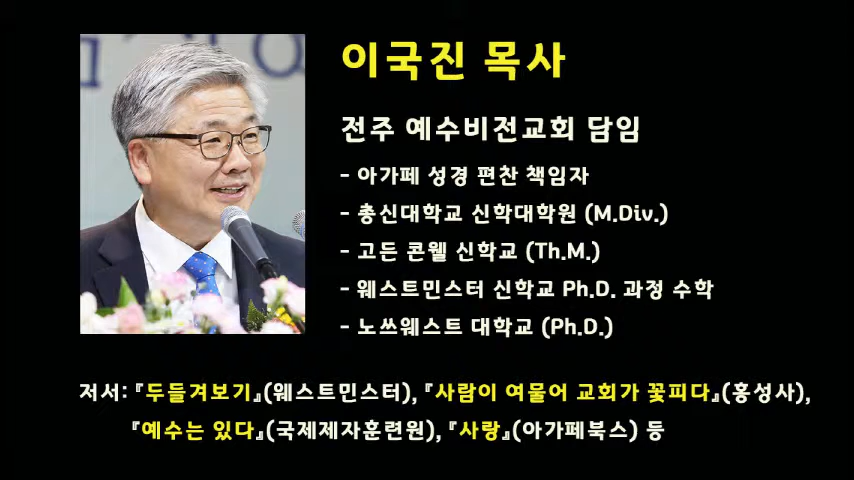 이국진 목사
전주 예수비전교회 담임
- 아가페 성경 편찬 책임자
- 총신대학교 신학대학원 (M.Div.)
- 고든 콘웰 신학교 (Th.M.)
- 웨스트민스터 신학교 Ph.D. 과정 수학
- 노쓰웨스트 대학교 (Ph.D.)
저서: 『두들겨보기』(웨스트민스터), 『사람이 여물어 교회가 꽃피다』(홍성사),
『예수는 있다』(국제제자훈련원), 『사랑』(아가페북스) 등